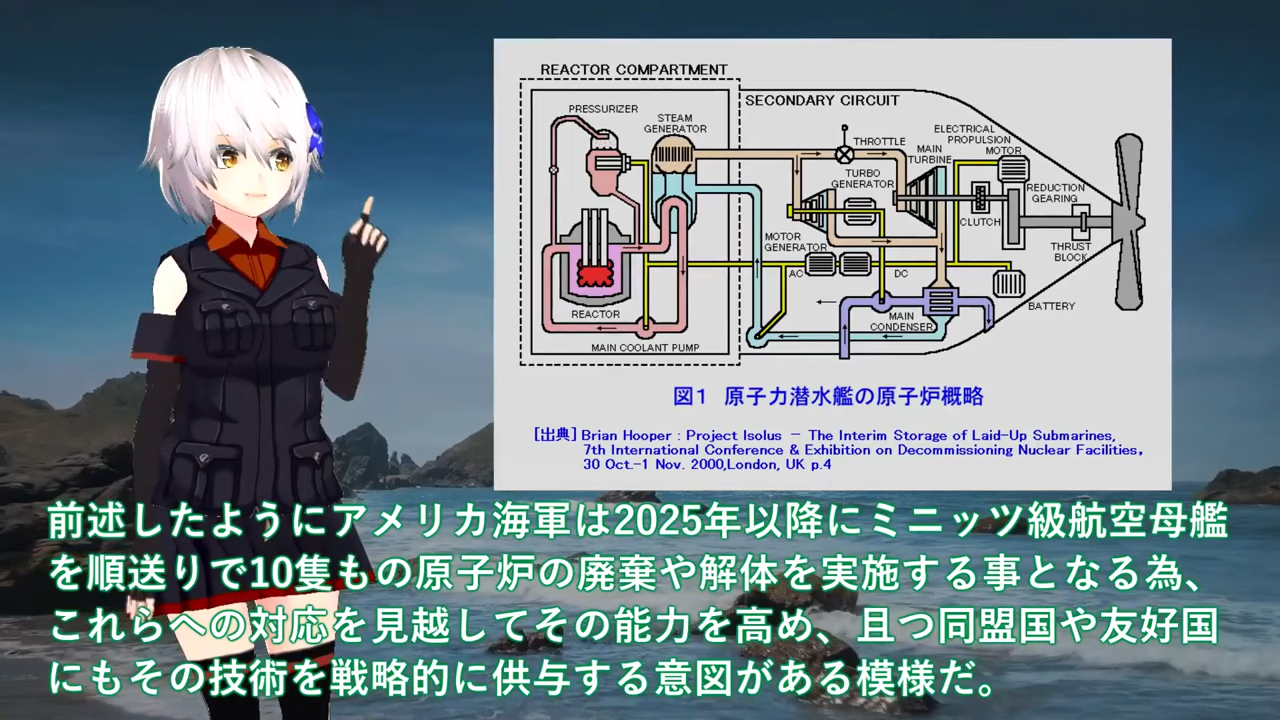 REACTOR COMPARTMENT
SECONDARY CIRCUIT
PRESSURIZER
STEAM
GENERATOR
THROTTLE
ELECTRICAL
PROPULSION
MOTOR
MAIN
TURBINE
TURBO
GENERATOR
REDUCTION
GEARING
CLUTCH
MOTOR
GENERATOR
THRUST
BLOCK
AC
DC
BATTERY
REACTOR
MAIN
CONDENSER
MAIN COOLANT PUMP
図1 原子力潜水艦の原子炉概略
[出典] Brian Hooper : Project Isolus － The Interim Storage of Laid-Up Submarines,
7th International Conference & Exhibition on Decommissioning Nuclear Facilities,
30 Oct.-1 Nov. 2000,London, UK p.4
前述したようにアメリカ海軍は2025年以降にミニッツ級航空母艦
を順送りで10隻もの原子炉の廃棄や解体を実施する事となる為、
これらへの対応を見越してその能力を高め、且つ同盟国や友好国
にもその技術を戦略的に供与する意図がある模様だ。